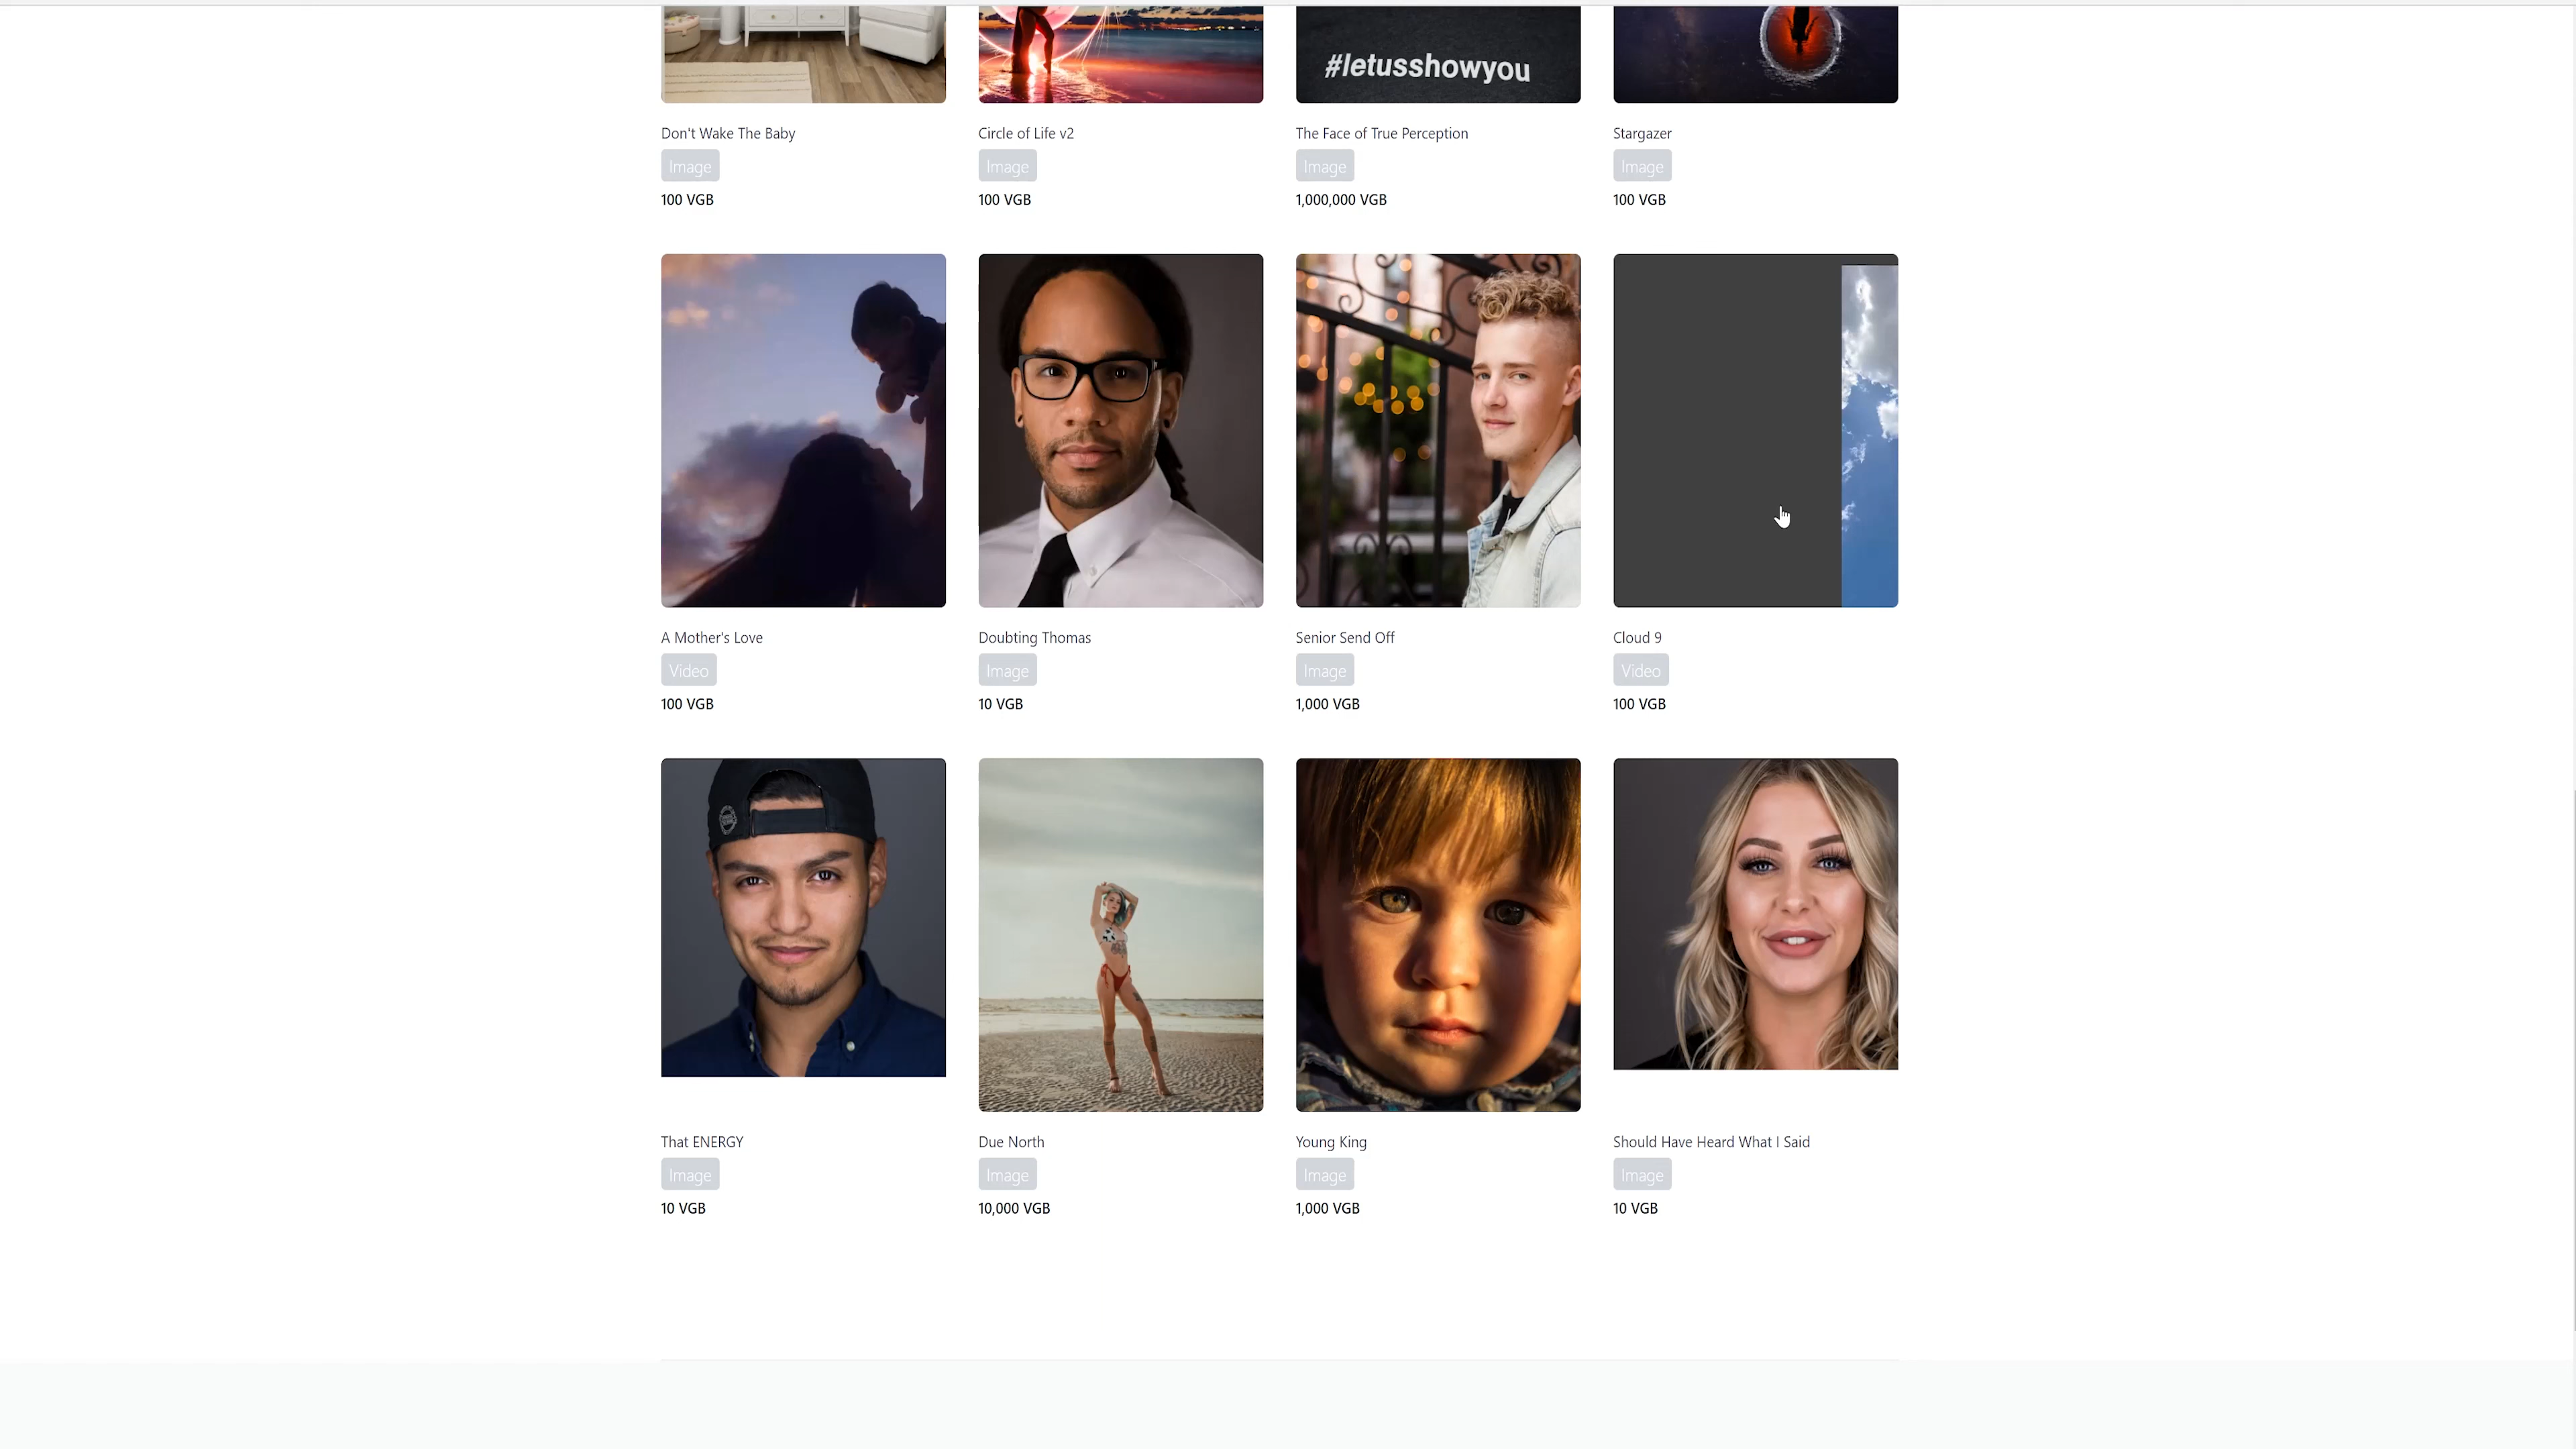 #letusshowyou
Don't Wake The Baby
Image
100 VGB
Circle of Life v2
Image
100 VGB
The Face of True Perception
Image
1,000,000 VGB
Stargazer
Image
100 VGB
A Mother's Love
Video
100 VGB
Doubting Thomas
Image
10 VGB
Senior Send Off
Image
1,000 VGB
Cloud 9
Video
100 VGB
That ENERGY
Image
10 VGB
Due North
Image
10,000 VGB
Young King
Image
1,000 VGB
Should Have Heard What I Said
Image
10 VGB